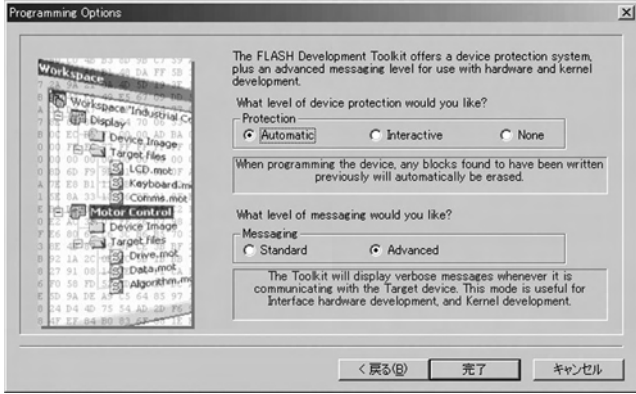 Programming Options
Workspace
Workspace "Industrial Co
Display
Device Image
Target files
LCD.mot
Keyboard.m
Comms.mot
Motor Control
Device Image
Target files
Drive.mot
Data.mot
Algorithm.m
The FLASH Development Toolkit offers a device protection system,
plus an advanced messaging level for use with hardware and kernel
development.
What level of device protection would you like?
Protection
Automatic Interactive None
When programming the device, any blocks found to have been written
previously will automatically be erased.
What level of messaging would you like?
Messaging
Standard Advanced
The Toolkit will display verbose messages whenever it is
communicating with the Target device. This mode is useful for
Interface hardware development, and Kernel development.
< 戻る(B) 完了 キャンセル